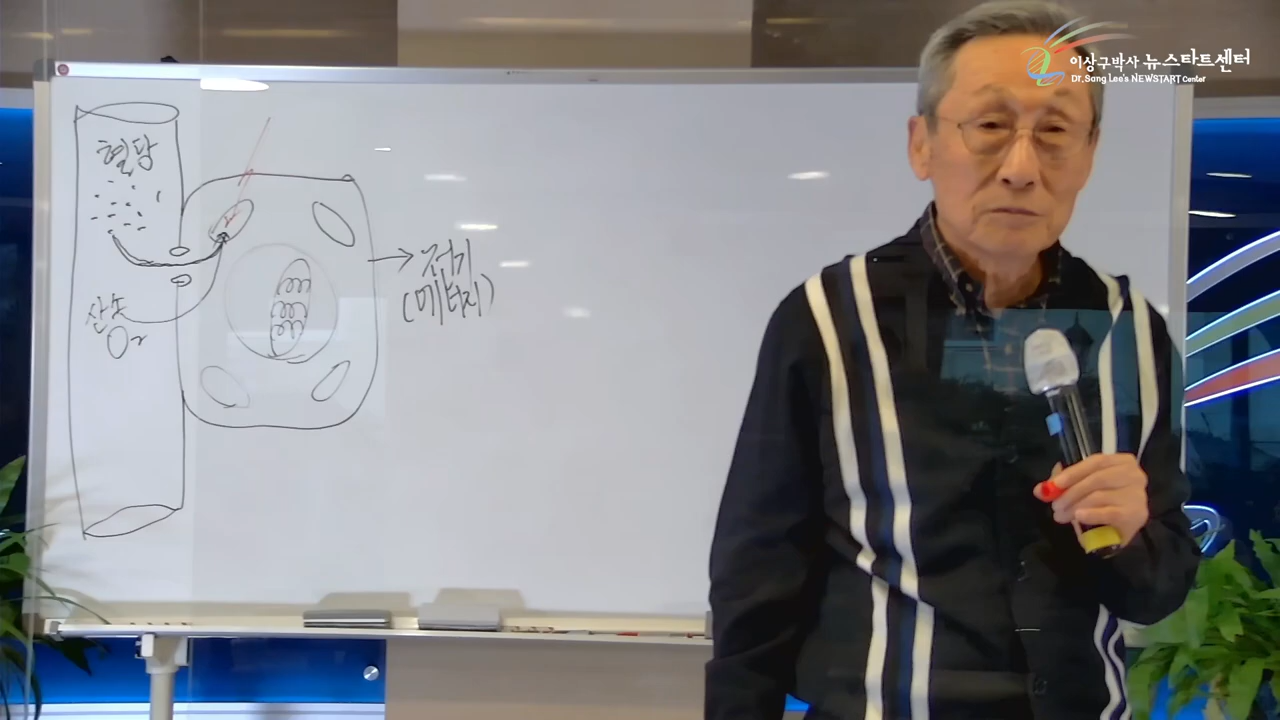 이상구박사 뉴스타트센터
Dr. Sang Lee's NEWSTART Center
혈당
산소
O₂
전기
(에너지)